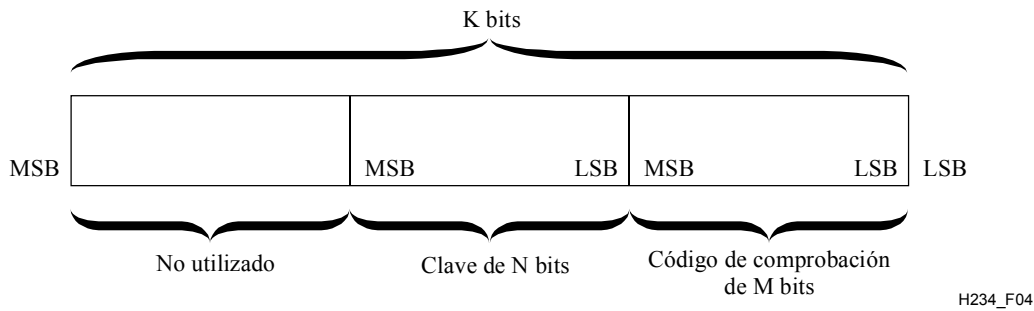 K bits
MSB MSB LSB MSB LSB LSB
No utilizado Clave de N bits Código de comprobación
de M bits
H234_F04